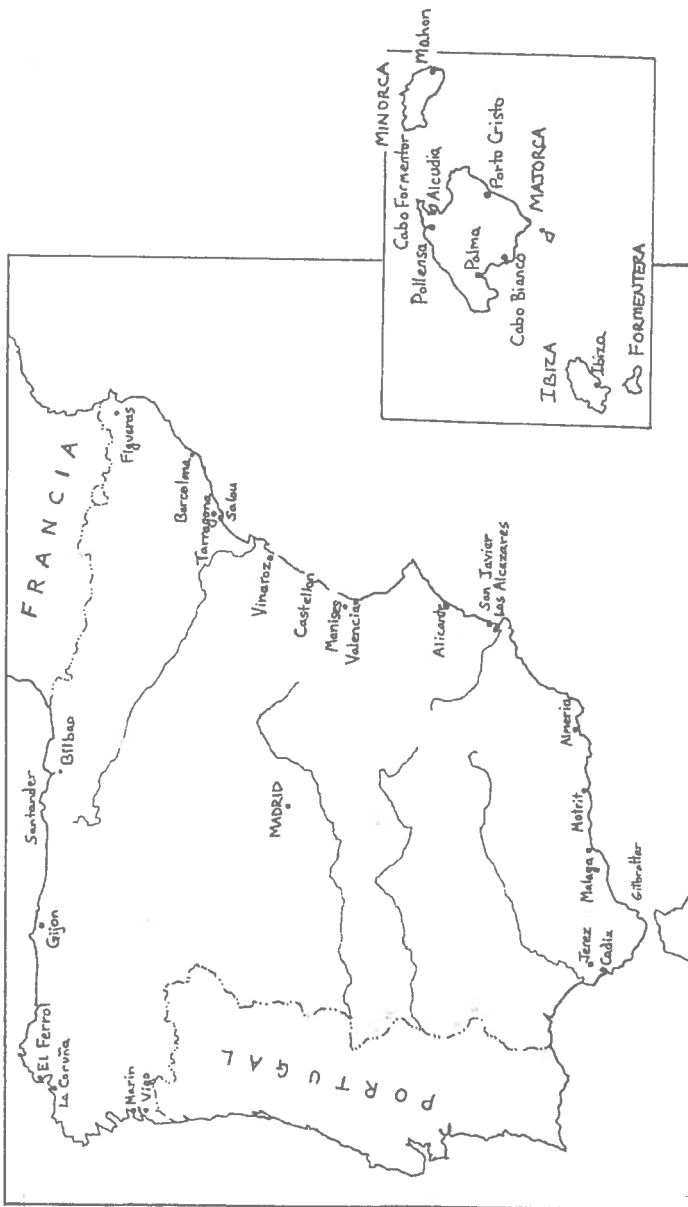 FRANCIA
Santander
Bilbao
Gijon
El Ferrol
La Coruña
Marin
Vigo
Figueras
Barcelona
Tarragona
Salou
Vinaroz
Castellon
Manises
Valencia
MADRID
PORTUGAL
Alicante
San Javier
Las Alcazares
Almeria
Motril
Malaga
Gibraltar
Jerez
Cadiz
MINORCA
Mahon
Cabo Formentor
Alcudia
Pollensa
Palma
Porto Cristo
Cabo Bianco
MAJORCA
IBIZA
Ibiza
FORMENTERA